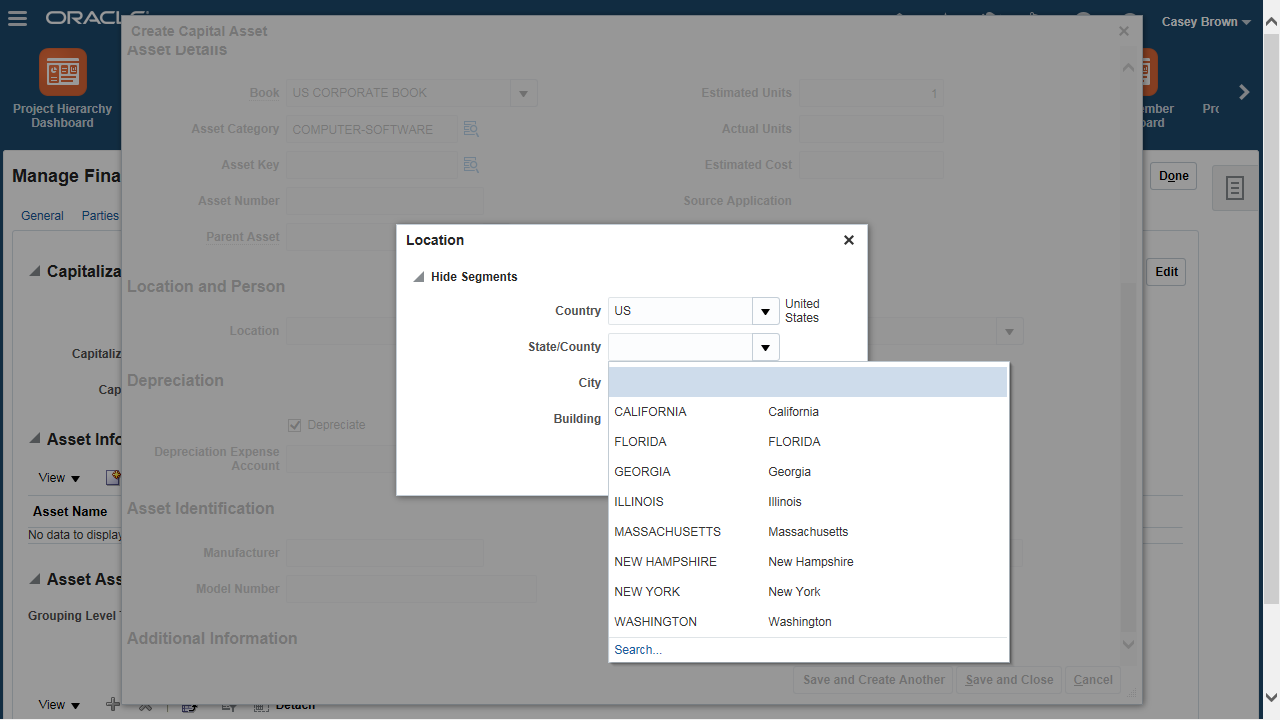 ORACLE
Casey Brown
Project Hierarchy
Dashboard
Create Capital Asset
Asset Details
Book
US CORPORATE BOOK
Estimated Units
1
Asset Category
COMPUTER-SOFTWARE
Actual Units
Asset Key
Estimated Cost
Asset Number
Source Application
Parent Asset
Manage Fina
Done
General
Parties
Capitaliza
Edit
Location and Person
Location
Capitaliz
Cap
Depreciation
Depreciate
Depreciation Expense
Account
Asset Info
View
Asset Name
No data to display
Asset Identification
Manufacturer
Model Number
Asset Ass
Grouping Level
Additional Information
Save and Create Another
Save and Close
Cancel
View
Detach
Location
Hide Segments
Country
US
United
States
State/County
City
Building
CALIFORNIA California
FLORIDA FLORIDA
GEORGIA Georgia
ILLINOIS Illinois
MASSACHUSETTS Massachusetts
NEW HAMPSHIRE New Hampshire
NEW YORK New York
WASHINGTON Washington
Search...